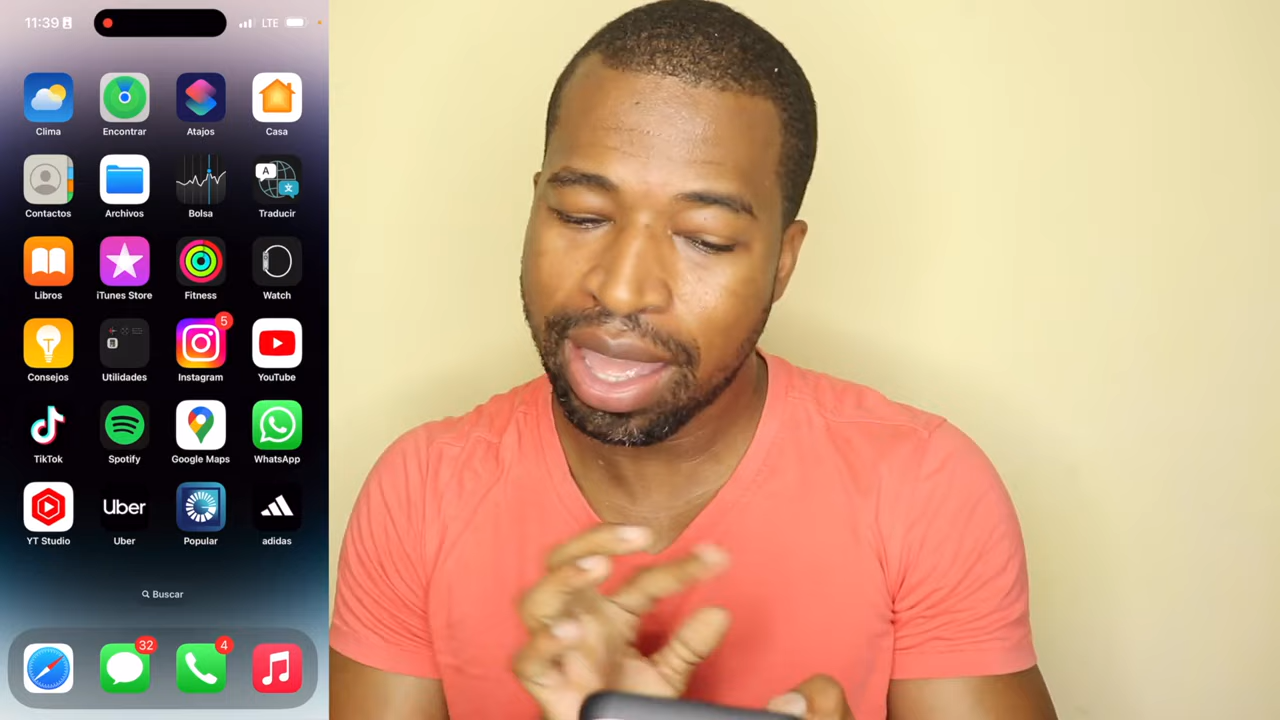 11:39 LTE
Clima Encontrar Atajos Casa
A 文
Contactos Archivos Bolsa Traducir
Libros iTunes Store Fitness Watch
5
Consejos Utilidades Instagram YouTube
TikTok Spotify Google Maps WhatsApp
Uber
YT Studio Uber Popular adidas
Buscar
32 4